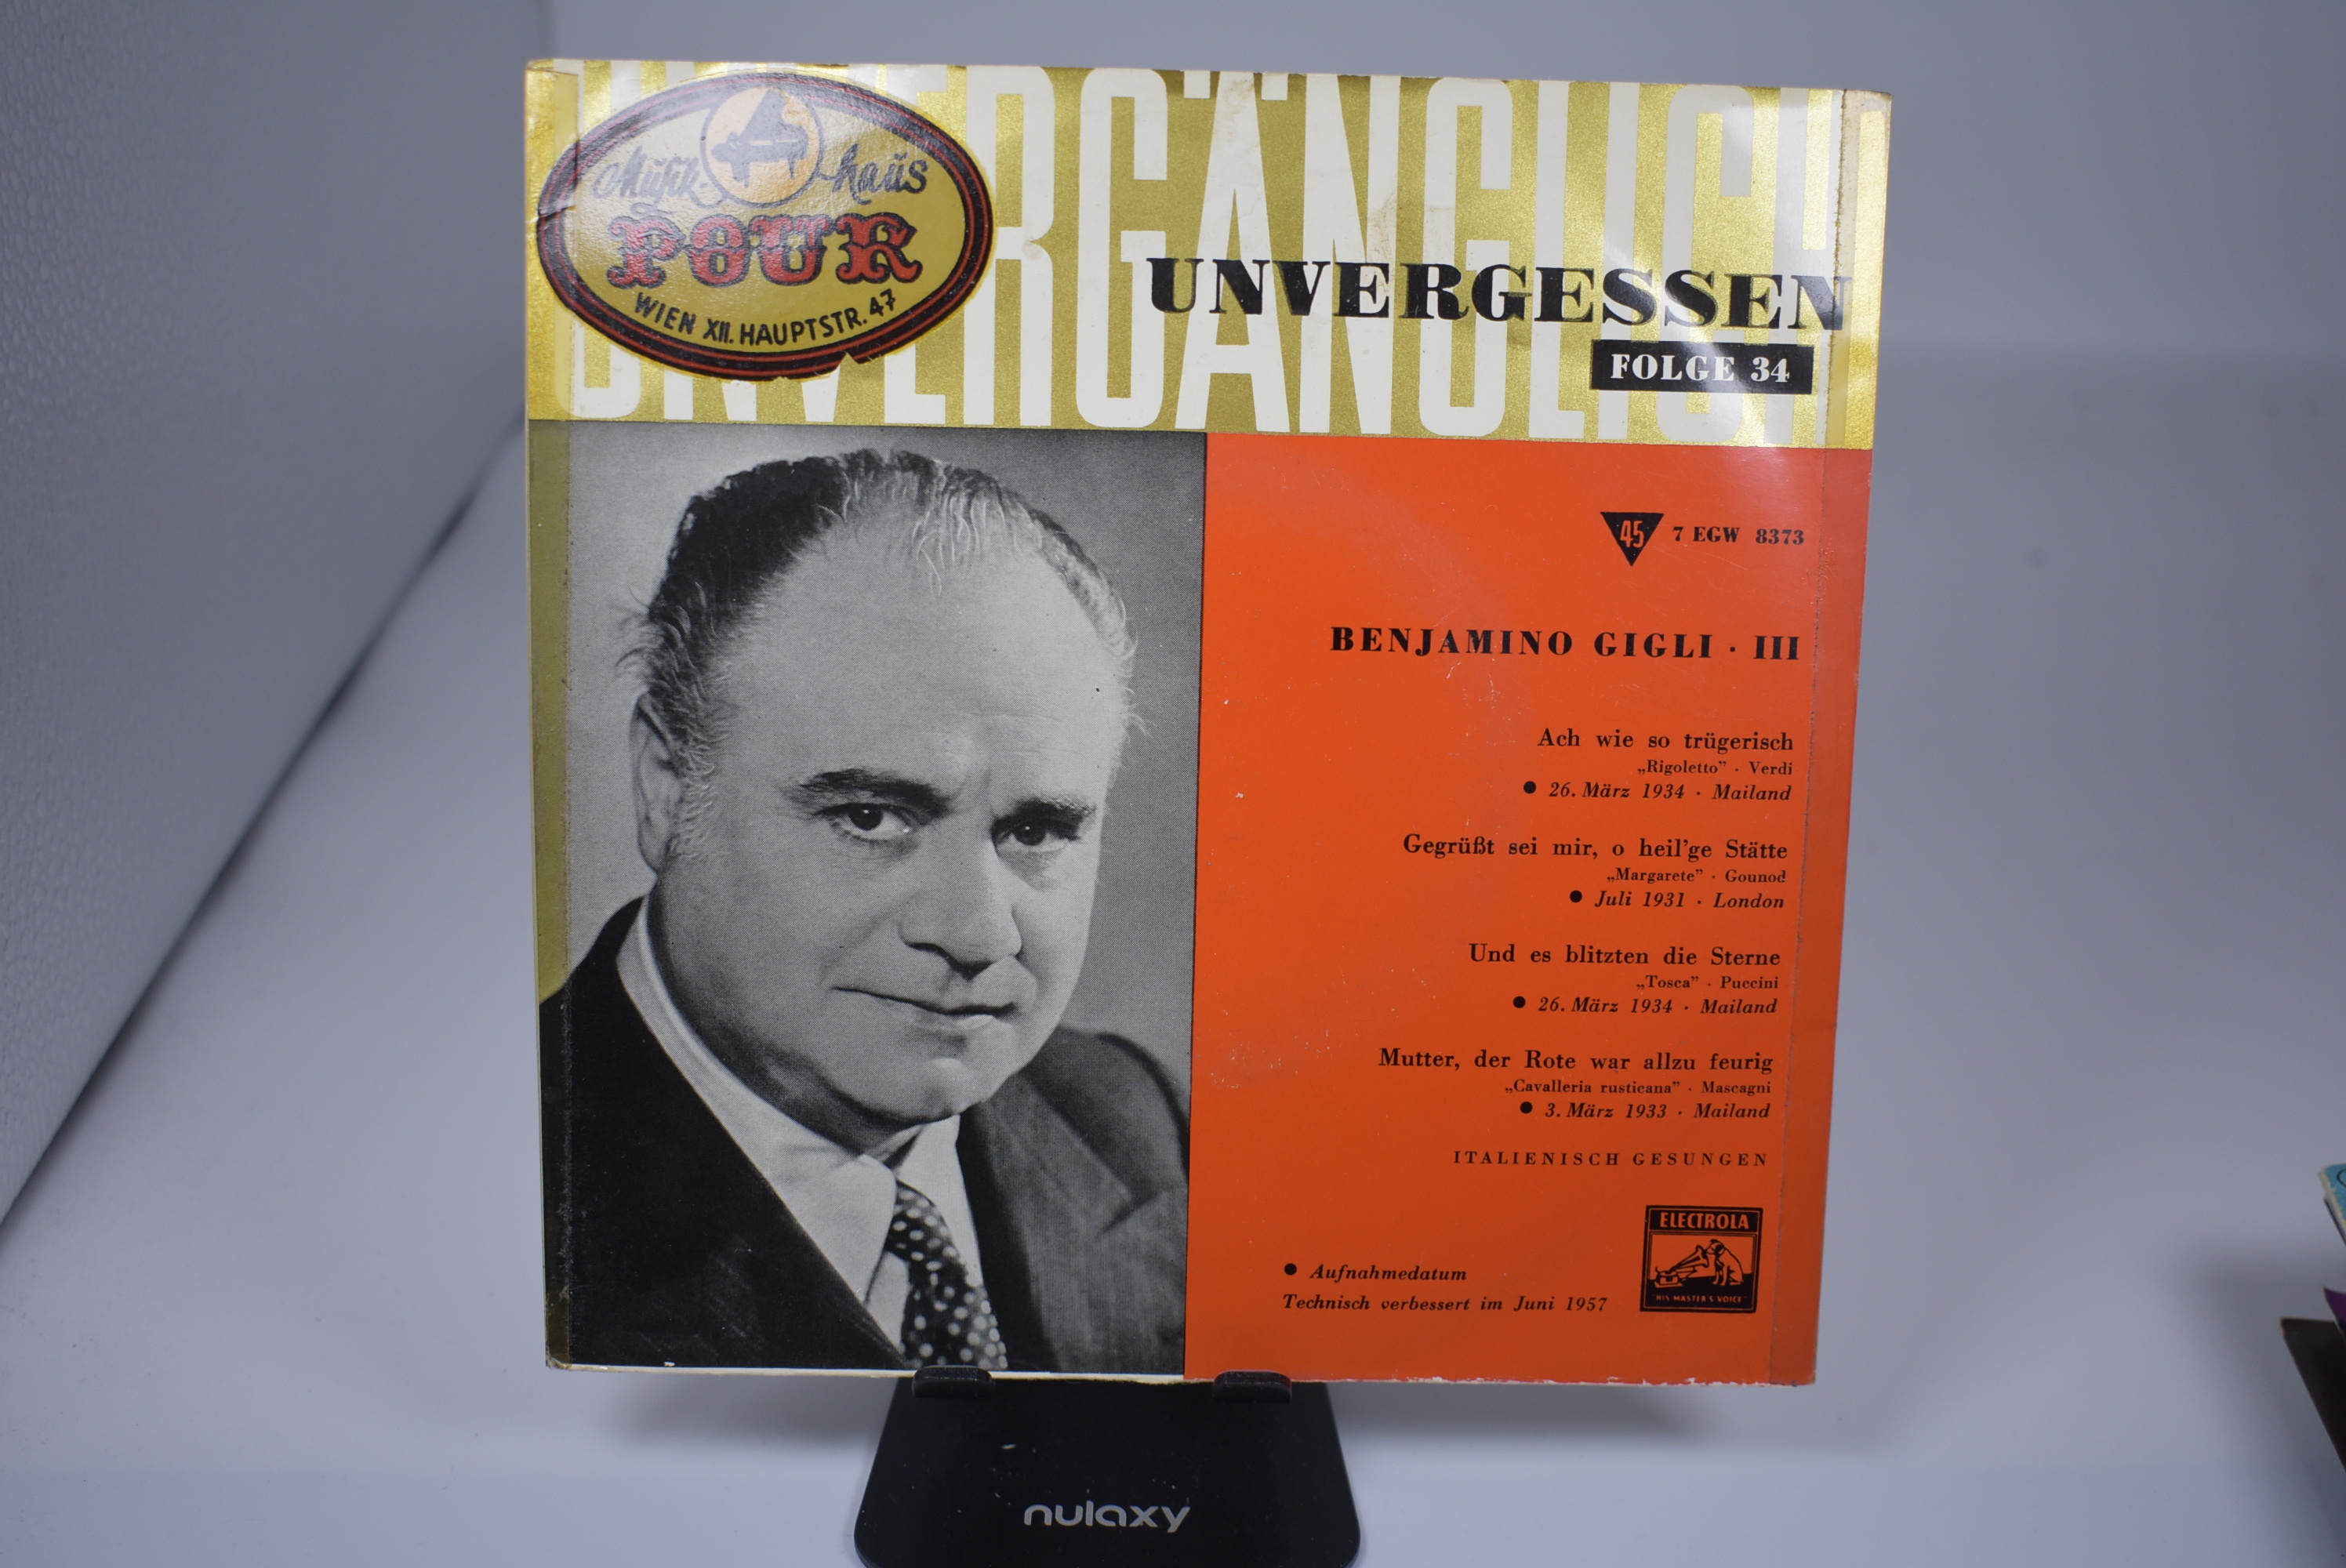 UNVERGÄNGLICH
Musik-haus
POUR
WIEN XII. HAUPTSTR. 47
UNVERGESSEN
FOLGE 34
45 7 EGW 8373
BENJAMINO GIGLI · III
Ach wie so trügerisch
„Rigoletto” · Verdi
● 26. März 1934 · Mailand
Gegrüßt sei mir, o heil'ge Stätte
„Margarete” · Gounod
● Juli 1931 · London
Und es blitzten die Sterne
„Tosca” · Puccini
● 26. März 1934 · Mailand
Mutter, der Rote war allzu feurig
„Cavalleria rusticana” · Mascagni
● 3. März 1933 · Mailand
ITALIENISCH GESUNGEN
ELECTROLA
"HIS MASTER'S VOICE"
● Aufnahmedatum
Technisch verbessert im Juni 1957
nulaxy